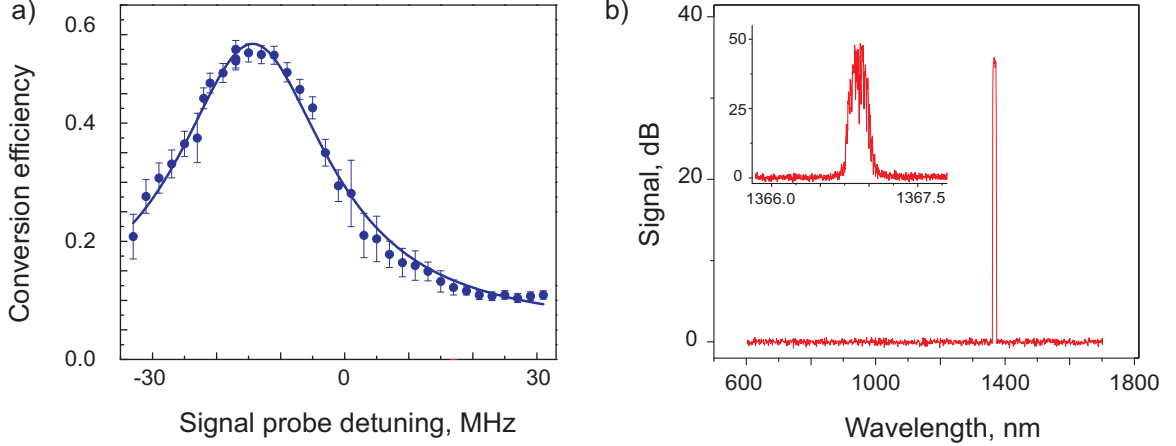 a)
Conversion efficiency
0.6
0.4
0.2
0.0
-30 0 30
Signal probe detuning, MHz
b)
Signal, dB
40
20
0
50
25
0
1366.0 1367.5
600 1000 1400 1800
Wavelength, nm